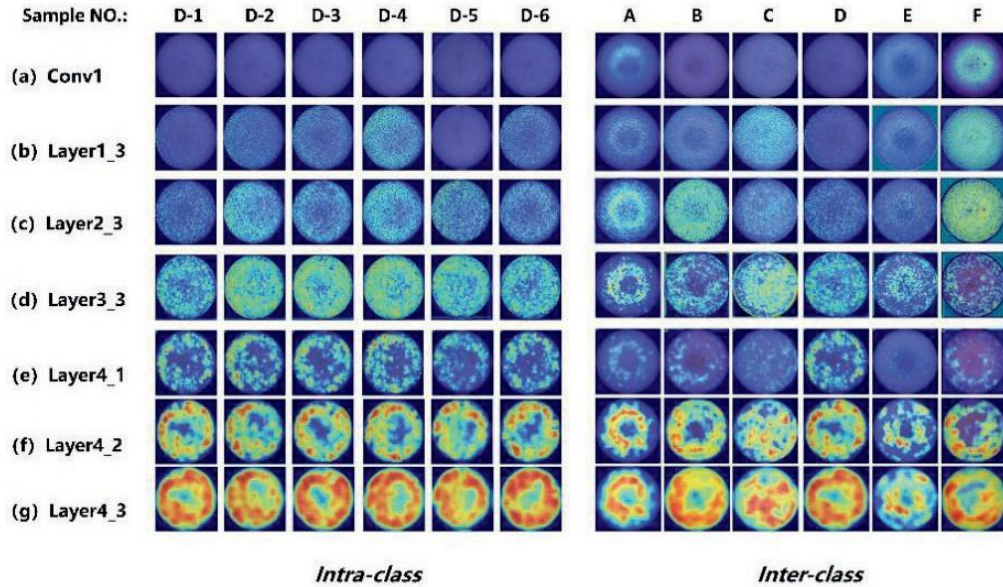 Sample NO.: D-1 D-2 D-3 D-4 D-5 D-6 A B C D E F
(a) Conv1
(b) Layer1_3
(c) Layer2_3
(d) Layer3_3
(e) Layer4_1
(f) Layer4_2
(g) Layer4_3
Intra-class Inter-class